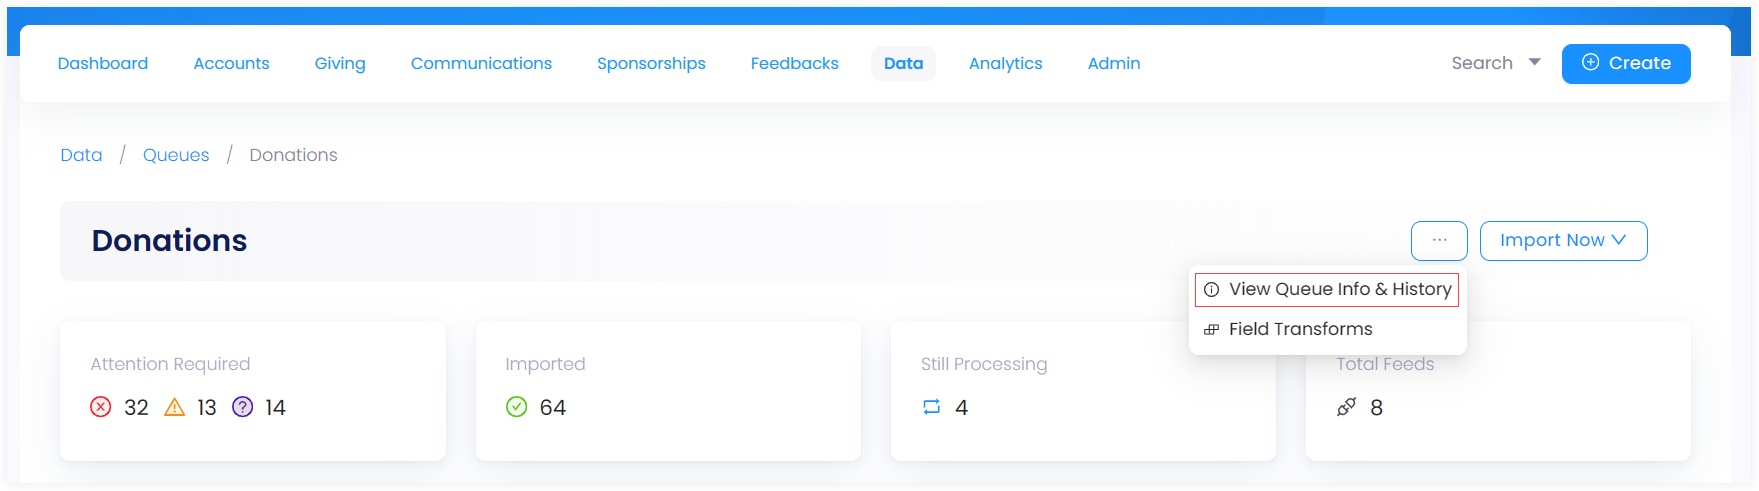 Dashboard Accounts Giving Communications Sponsorships Feedbacks Data Analytics Admin Search Create
Data / Queues / Donations
Donations ··· Import Now
View Queue Info & History
Field Transforms
Attention Required Imported Still Processing Total Feeds
32 13 14 64 4 8